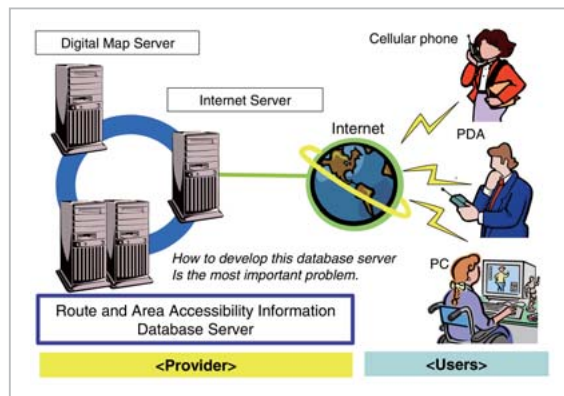 Digital Map Server
Cellular phone
Internet Server
Internet
PDA
How to develop this database server
Is the most important problem.
PC
Route and Area Accessibility Information
Database Server
<Provider>
<Users>